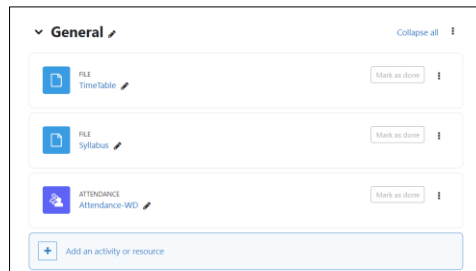 General
Collapse all
FILE
TimeTable
Mark as done
FILE
Syllabus
Mark as done
ATTENDANCE
Attendance-WD
Mark as done
Add an activity or resource